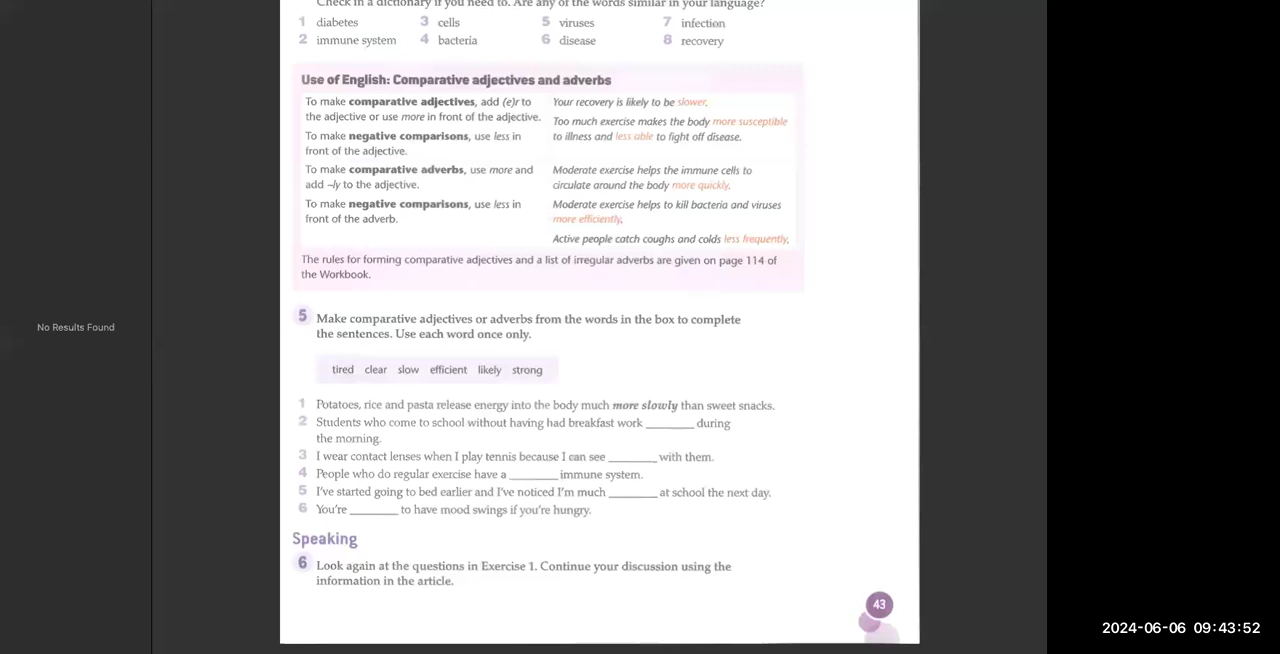 Check in a dictionary if you need to. Are any of the words similar in your language?
1 diabetes 3 cells 5 viruses 7 infection
2 immune system 4 bacteria 6 disease 8 recovery
Use of English: Comparative adjectives and adverbs
To make comparative adjectives, add (e)r to
the adjective or use more in front of the adjective.
To make negative comparisons, use less in
front of the adjective.
Your recovery is likely to be slower.
Too much exercise makes the body more susceptible
to illness and less able to fight off disease.
To make comparative adverbs, use more and
add –ly to the adjective.
To make negative comparisons, use less in
front of the adverb.
Moderate exercise helps the immune cells to
circulate around the body more quickly.
Moderate exercise helps to kill bacteria and viruses
more efficiently.
Active people catch coughs and colds less frequently.
The rules for forming comparative adjectives and a list of irregular adverbs are given on page 114 of
the Workbook.
No Results Found
5 Make comparative adjectives or adverbs from the words in the box to complete
the sentences. Use each word once only.
tired clear slow efficient likely strong
1 Potatoes, rice and pasta release energy into the body much more slowly than sweet snacks.
2 Students who come to school without having had breakfast work ________ during
the morning.
3 I wear contact lenses when I play tennis because I can see ________ with them.
4 People who do regular exercise have a ________ immune system.
5 I've started going to bed earlier and I've noticed I'm much ________ at school the next day.
6 You're ________ to have mood swings if you're hungry.
Speaking
6 Look again at the questions in Exercise 1. Continue your discussion using the
information in the article.
43
2024-06-06 09:43:52